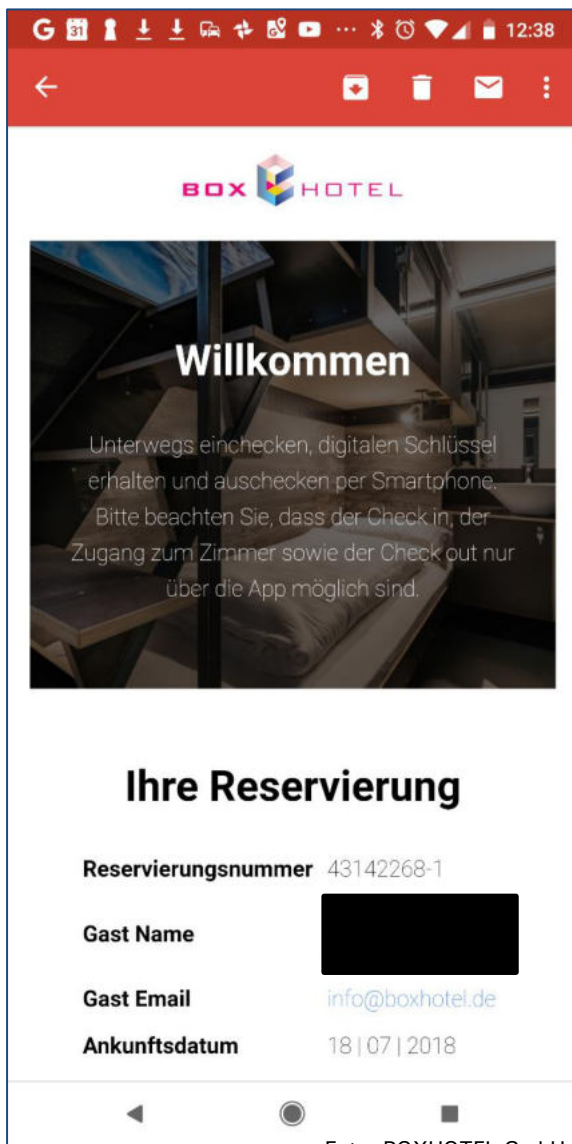 G 31 12:38
BOX HOTEL
Willkommen
Unterwegs einchecken, digitalen Schlüssel
erhalten und auschecken per Smartphone.
Bitte beachten Sie, dass der Check in, der
Zugang zum Zimmer sowie der Check out nur
über die App möglich sind.
Ihre Reservierung
Reservierungsnummer 43142268-1
Gast Name
Gast Email info@boxhotel.de
Ankunftsdatum 18 | 07 | 2018
BOXHOTEL